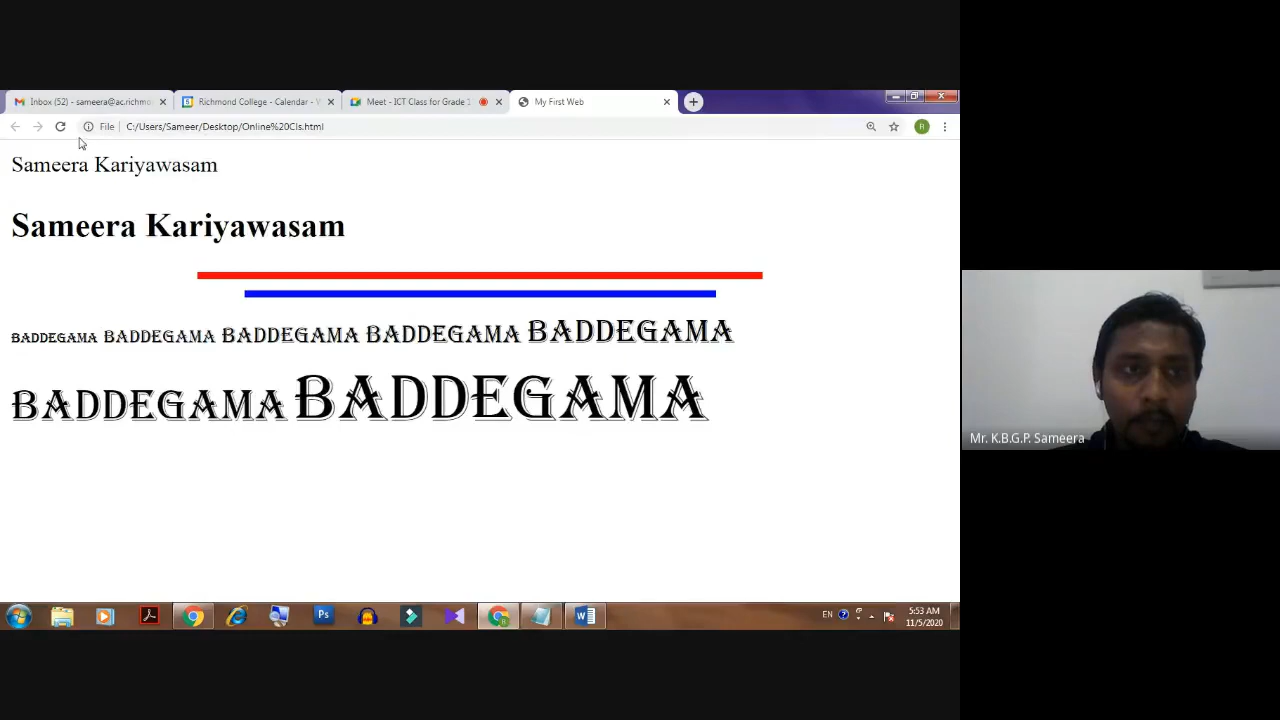 Inbox (52) - sameera@ac.richmo
Richmond College - Calendar - V
Meet - ICT Class for Grade 1
My First Web
File
C:/Users/Sameer/Desktop/Online%20Cls.html
R
Sameera Kariyawasam
Sameera Kariyawasam
BADDEGAMA BADDEGAMA BADDEGAMA BADDEGAMA BADDEGAMA
BADDEGAMA BADDEGAMA
Mr. K.B.G.P. Sameera
Ps
EN
5:53 AM
11/5/2020